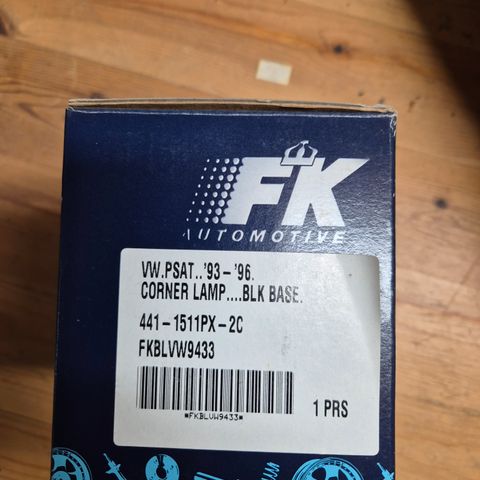 FK
AUTOMOTIVE
VW.PSAT..'93-'96.
CORNER LAMP....BLK BASE.
441-1511PX-2C
FKBLVW9433
*FKBLVW9433*
1 PRS